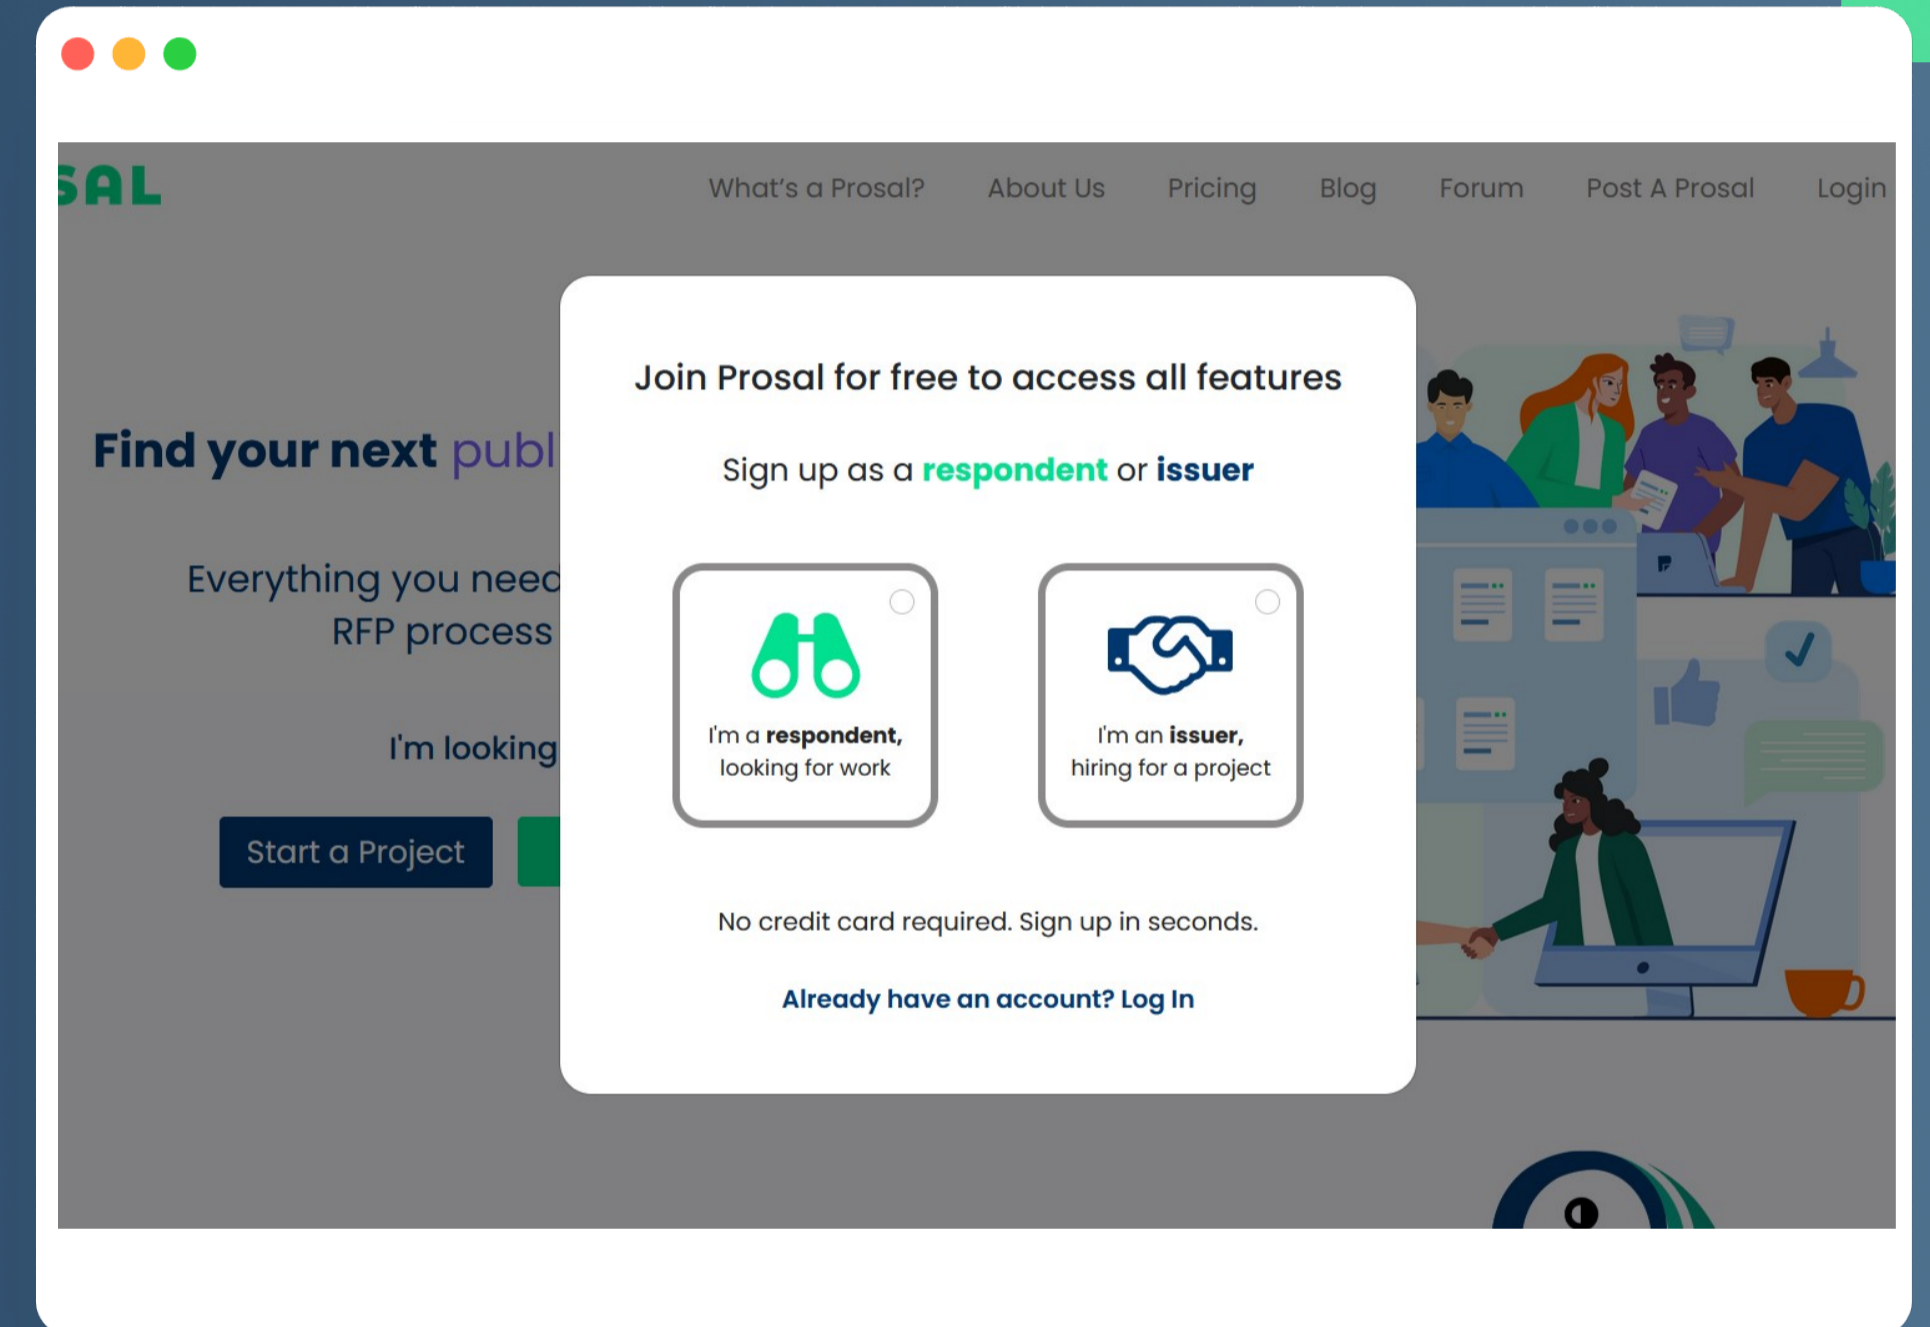 SAL
What's a Prosal? About Us Pricing Blog Forum Post A Prosal Login
Join Prosal for free to access all features
Sign up as a respondent or issuer
Find your next publ
Everything you need
RFP process
I'm looking
Start a Project
I'm a respondent,
looking for work
I'm an issuer,
hiring for a project
No credit card required. Sign up in seconds.
Already have an account? Log In